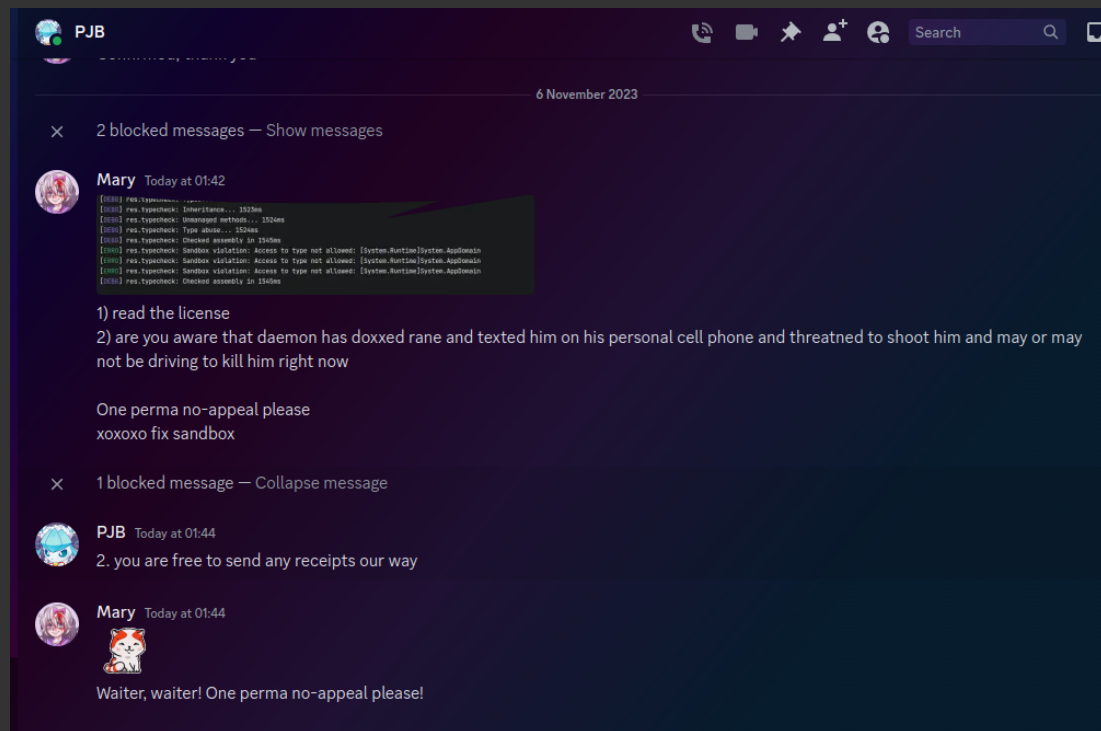 PJB
Search
6 November 2023
2 blocked messages — Show messages
Mary Today at 01:42
[DEBG] res.typecheck: Inheritance... 1523ms
[DEBG] res.typecheck: Unmanaged methods... 1524ms
[DEBG] res.typecheck: Type abuse... 1524ms
[DEBG] res.typecheck: Checked assembly in 1545ms
[ERRO] res.typecheck: Sandbox violation: Access to type not allowed: [System.Runtime]System.AppDomain
[ERRO] res.typecheck: Sandbox violation: Access to type not allowed: [System.Runtime]System.AppDomain
[ERRO] res.typecheck: Sandbox violation: Access to type not allowed: [System.Runtime]System.AppDomain
[DEBG] res.typecheck: Checked assembly in 1545ms
1) read the license
2) are you aware that daemon has doxxed rane and texted him on his personal cell phone and threatned to shoot him and may or may
not be driving to kill him right now
One perma no-appeal please
xoxoxo fix sandbox
1 blocked message — Collapse message
PJB Today at 01:44
2. you are free to send any receipts our way
Mary Today at 01:44
Waiter, waiter! One perma no-appeal please!